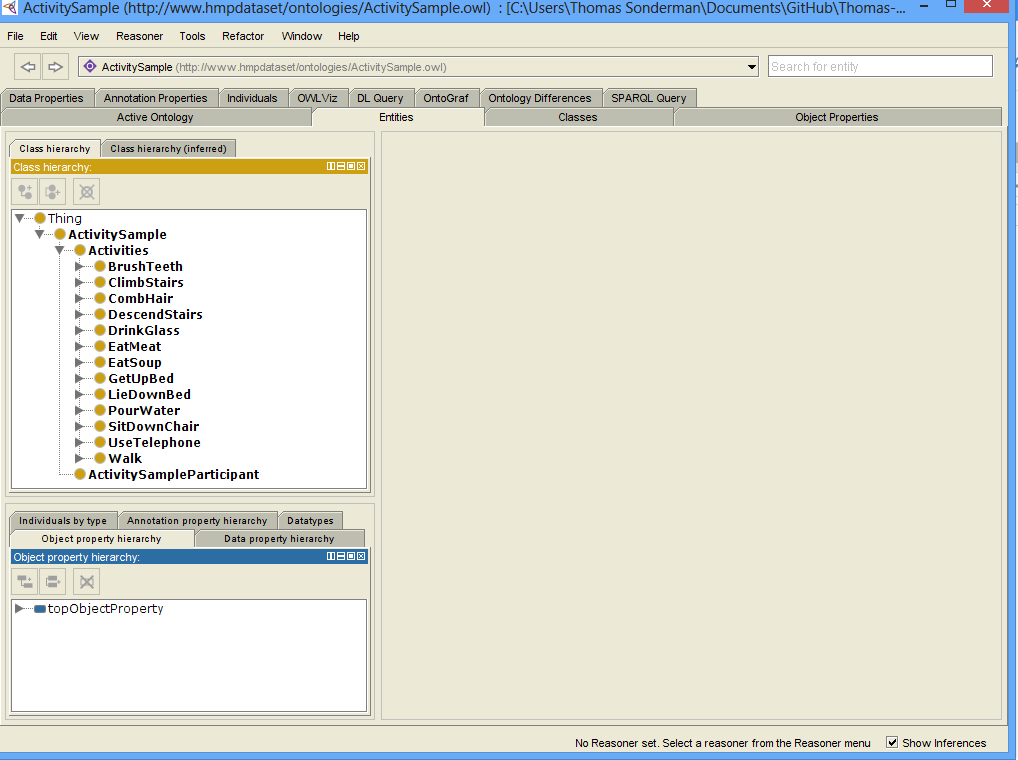 ActivitySample (http://www.hmpdataset/ontologies/ActivitySample.owl) : [C:\Users\Thomas Sonderman\Documents\GitHub\Thomas-...
File Edit View Reasoner Tools Refactor Window Help
ActivitySample (http://www.hmpdataset/ontologies/ActivitySample.owl) Search for entity
Data Properties Annotation Properties Individuals OWLViz DL Query OntoGraf Ontology Differences SPARQL Query
Active Ontology Entities Classes Object Properties
Class hierarchy Class hierarchy (inferred)
Class hierarchy:
Thing
ActivitySample
Activities
BrushTeeth
ClimbStairs
CombHair
DescendStairs
DrinkGlass
EatMeat
EatSoup
GetUpBed
LieDownBed
PourWater
SitDownChair
UseTelephone
Walk
ActivitySampleParticipant
Individuals by type Annotation property hierarchy Datatypes
Object property hierarchy Data property hierarchy
Object property hierarchy:
topObjectProperty
No Reasoner set. Select a reasoner from the Reasoner menu Show Inferences